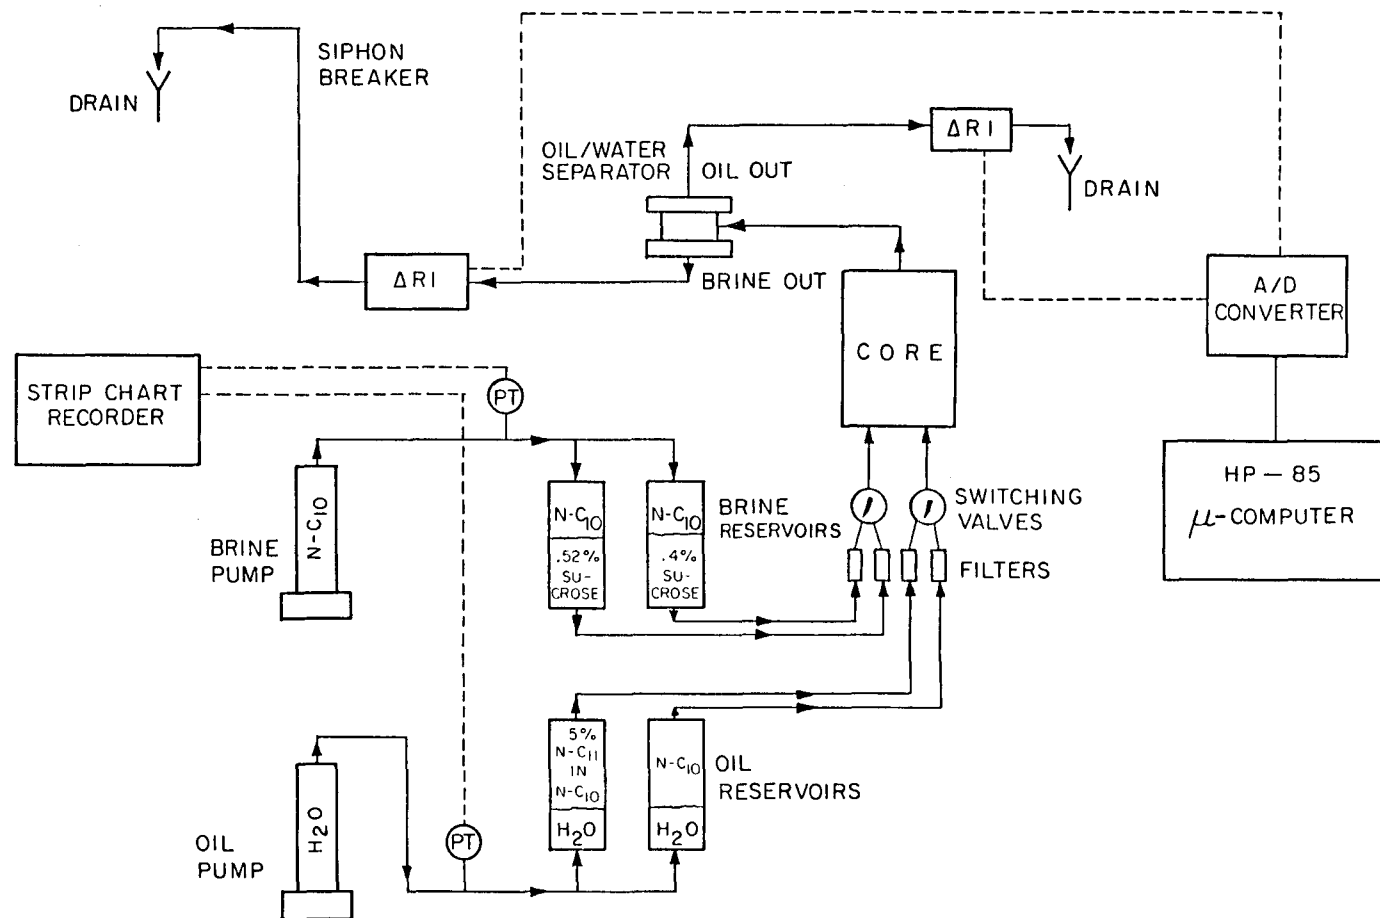 SIPHON
BREAKER
DRAIN
OIL/WATER
SEPARATOR
OIL OUT
ΔRI
DRAIN
ΔRI
BRINE OUT
A/D
CONVERTER
CORE
STRIP CHART
RECORDER
PT
HP-85
μ-COMPUTER
N-C10
BRINE
PUMP
N-C10
.52%
SU-
CROSE
N-C10
.4%
SU-
CROSE
BRINE
RESERVOIRS
SWITCHING
VALVES
FILTERS
5%
N-C11
IN
N-C10
H2O
N-C10
H2O
OIL
RESERVOIRS
H2O
OIL
PUMP
PT